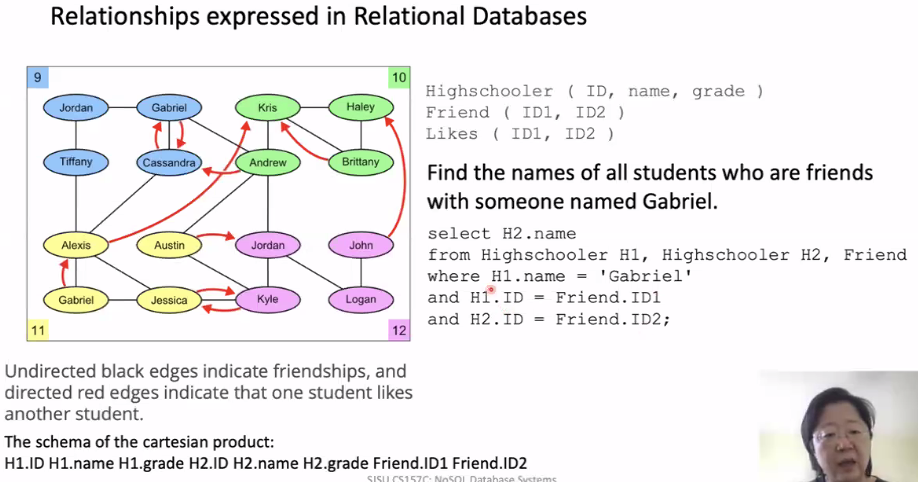 Relationships expressed in Relational Databases
9
10
Jordan
Gabriel
Kris
Haley
Tiffany
Cassandra
Andrew
Brittany
Alexis
Austin
Jordan
John
Gabriel
Jessica
Kyle
Logan
11
12
Highschooler ( ID, name, grade )
Friend ( ID1, ID2 )
Likes ( ID1, ID2 )
Find the names of all students who are friends
with someone named Gabriel.
select H2.name
from Highschooler H1, Highschooler H2, Friend
where H1.name = 'Gabriel'
and H1.ID = Friend.ID1
and H2.ID = Friend.ID2;
Undirected black edges indicate friendships, and
directed red edges indicate that one student likes
another student.
The schema of the cartesian product:
H1.ID H1.name H1.grade H2.ID H2.name H2.grade Friend.ID1 Friend.ID2
SJSU CS157C: NoSQL Database Systems